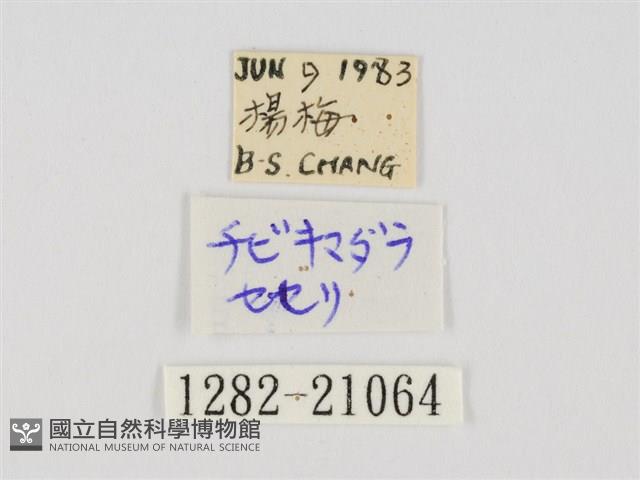 JUN 9 1983
楊梅
B-S. CHANG
チビキマダラ
セセリ
1282-21064
國立自然科學博物館
NATIONAL MUSEUM OF NATURAL SCIENCE